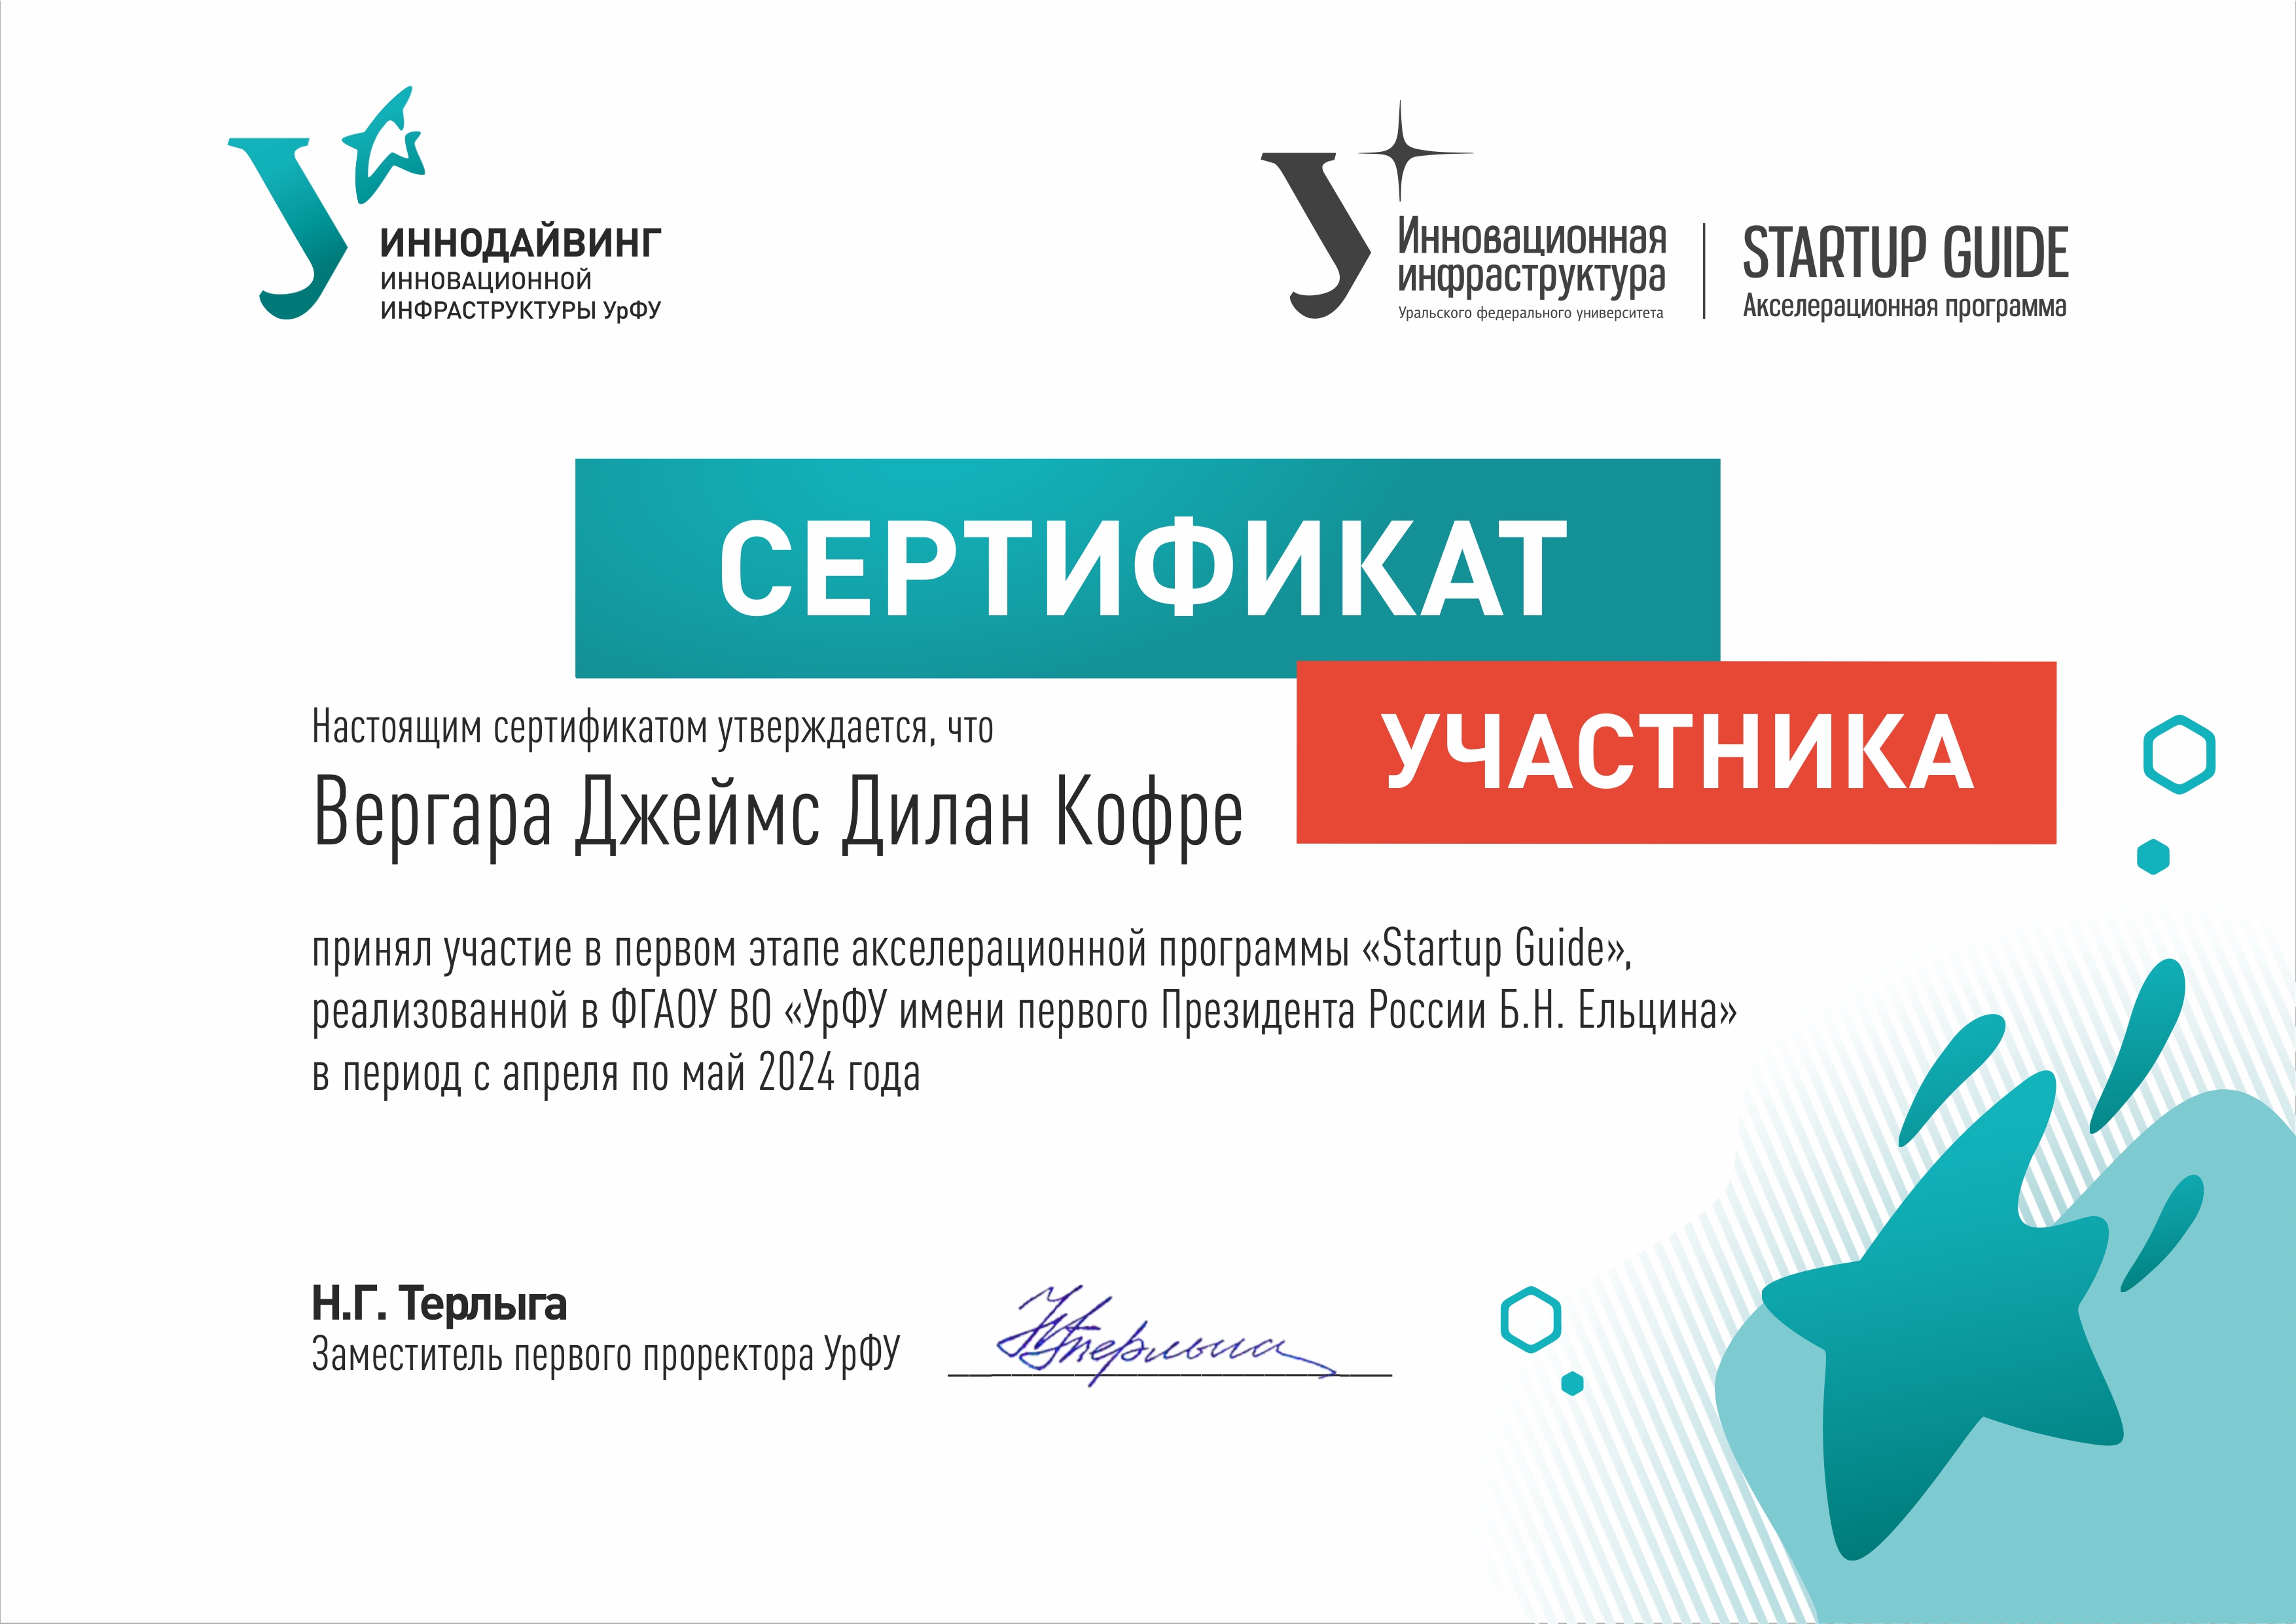 ИННОДАЙВИНГ
ИННОВАЦИОННОЙ
ИНФРАСТРУКТУРЫ УрФУ
Инновационная
инфраструктура
Уральского федерального университета
STARTUP GUIDE
Акселерационная программа
СЕРТИФИКАТ
УЧАСТНИКА
Настоящим сертификатом утверждается, что
Вергара Джеймс Дилан Кофре
принял участие в первом этапе акселерационной программы «Startup Guide»,
реализованной в ФГАОУ ВО «УрФУ имени первого Президента России Б.Н. Ельцина»
в период с апреля по май 2024 года
Н.Г. Терлыга
Заместитель первого проректора УрФУ